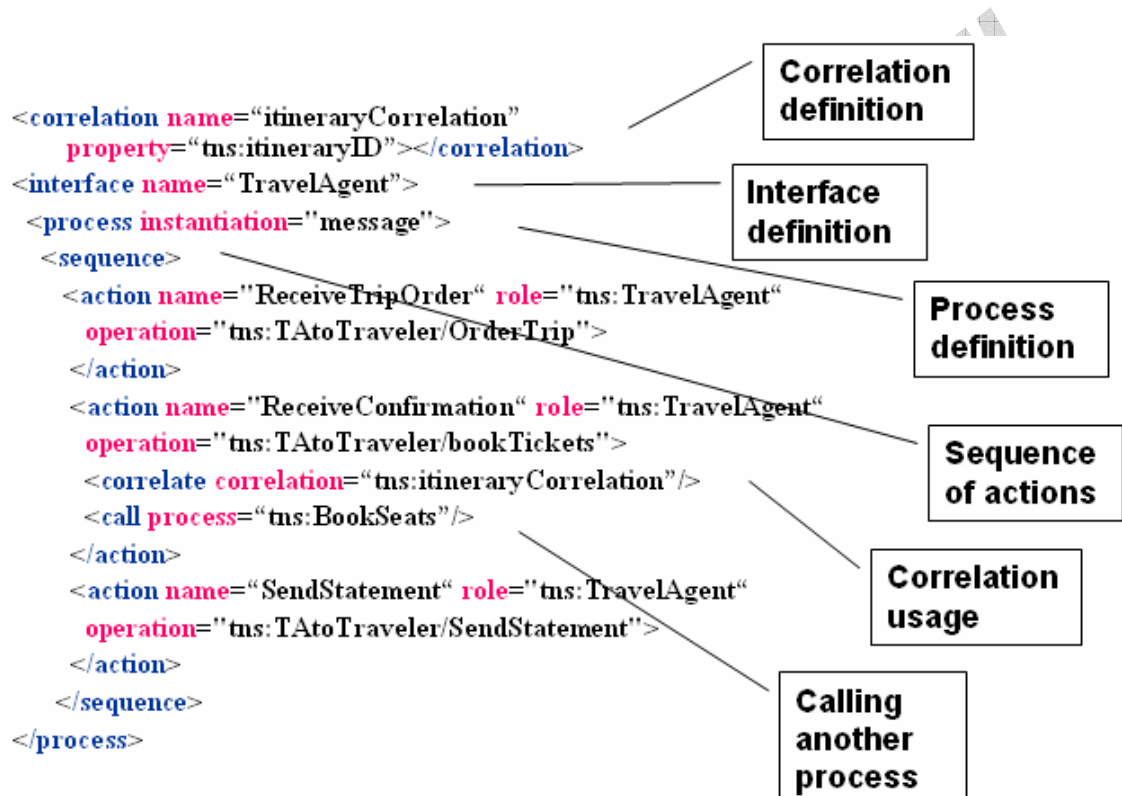 <correlation name=“itineraryCorrelation”
property=“tns:itineraryID”></correlation>
<interface name=“TravelAgent”>
<process instantiation="message">
<sequence>
<action name="ReceiveTripOrder“ role="tns:TravelAgent“
operation="tns:TAtoTraveler/OrderTrip">
</action>
<action name="ReceiveConfirmation“ role="tns:TravelAgent“
operation="tns:TAtoTraveler/bookTickets">
<correlate correlation=“tns:itineraryCorrelation”/>
<call process=“tns:BookSeats”/>
</action>
<action name=“SendStatement“ role="tns:TravelAgent“
operation="tns:TAtoTraveler/SendStatement">
</action>
</sequence>
</process>
Correlation
definition
Interface
definition
Process
definition
Sequence
of actions
Correlation
usage
Calling
another
process